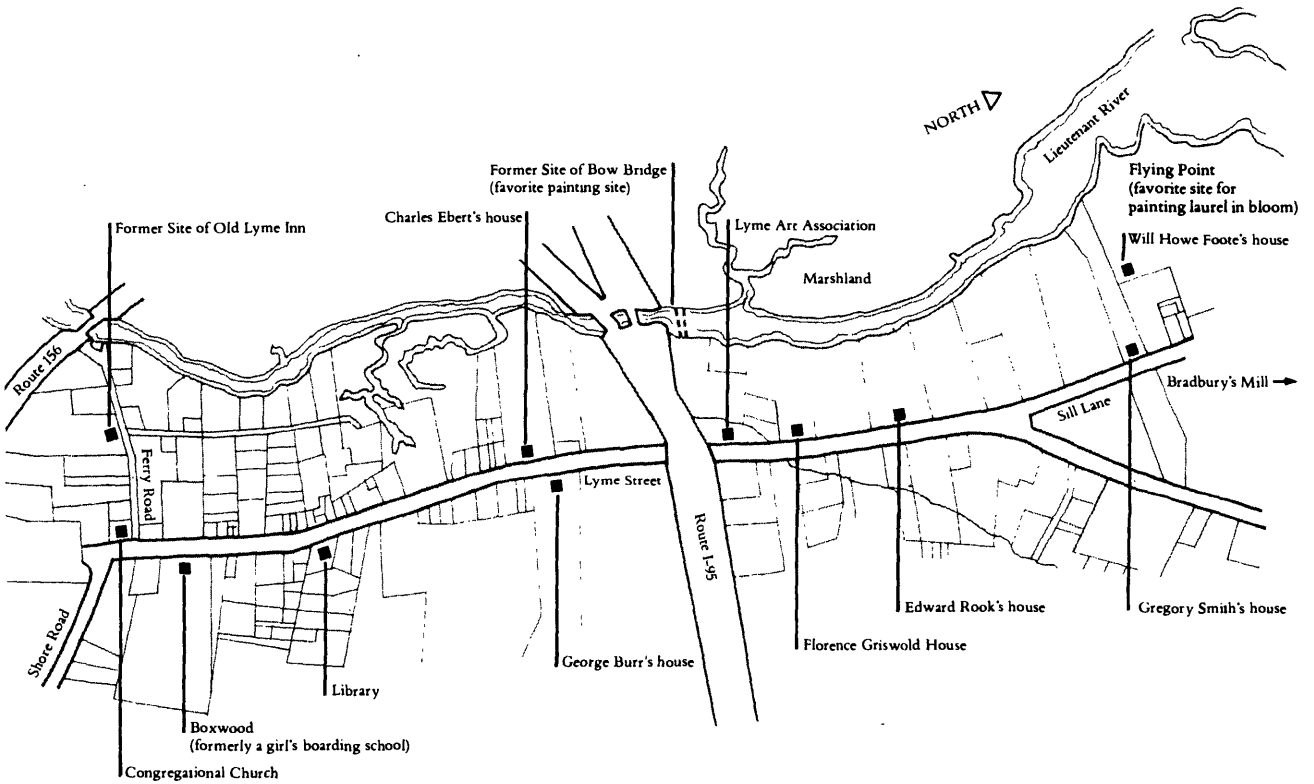 NORTH
Lieutenant River
Former Site of Bow Bridge
(favorite painting site)
Flying Point
(favorite site for
painting laurel in bloom)
Charles Ebert's house
Former Site of Old Lyme Inn
Lyme Art Association
Will Howe Foote's house
Marshland
Route 156
Bradbury's Mill
Sill Lane
Ferry Road
Lyme Street
Route I-95
Shore Road
Edward Rook's house
Gregory Smith's house
Florence Griswold House
George Burr's house
Library
Boxwood
(formerly a girl's boarding school)
Congregational Church